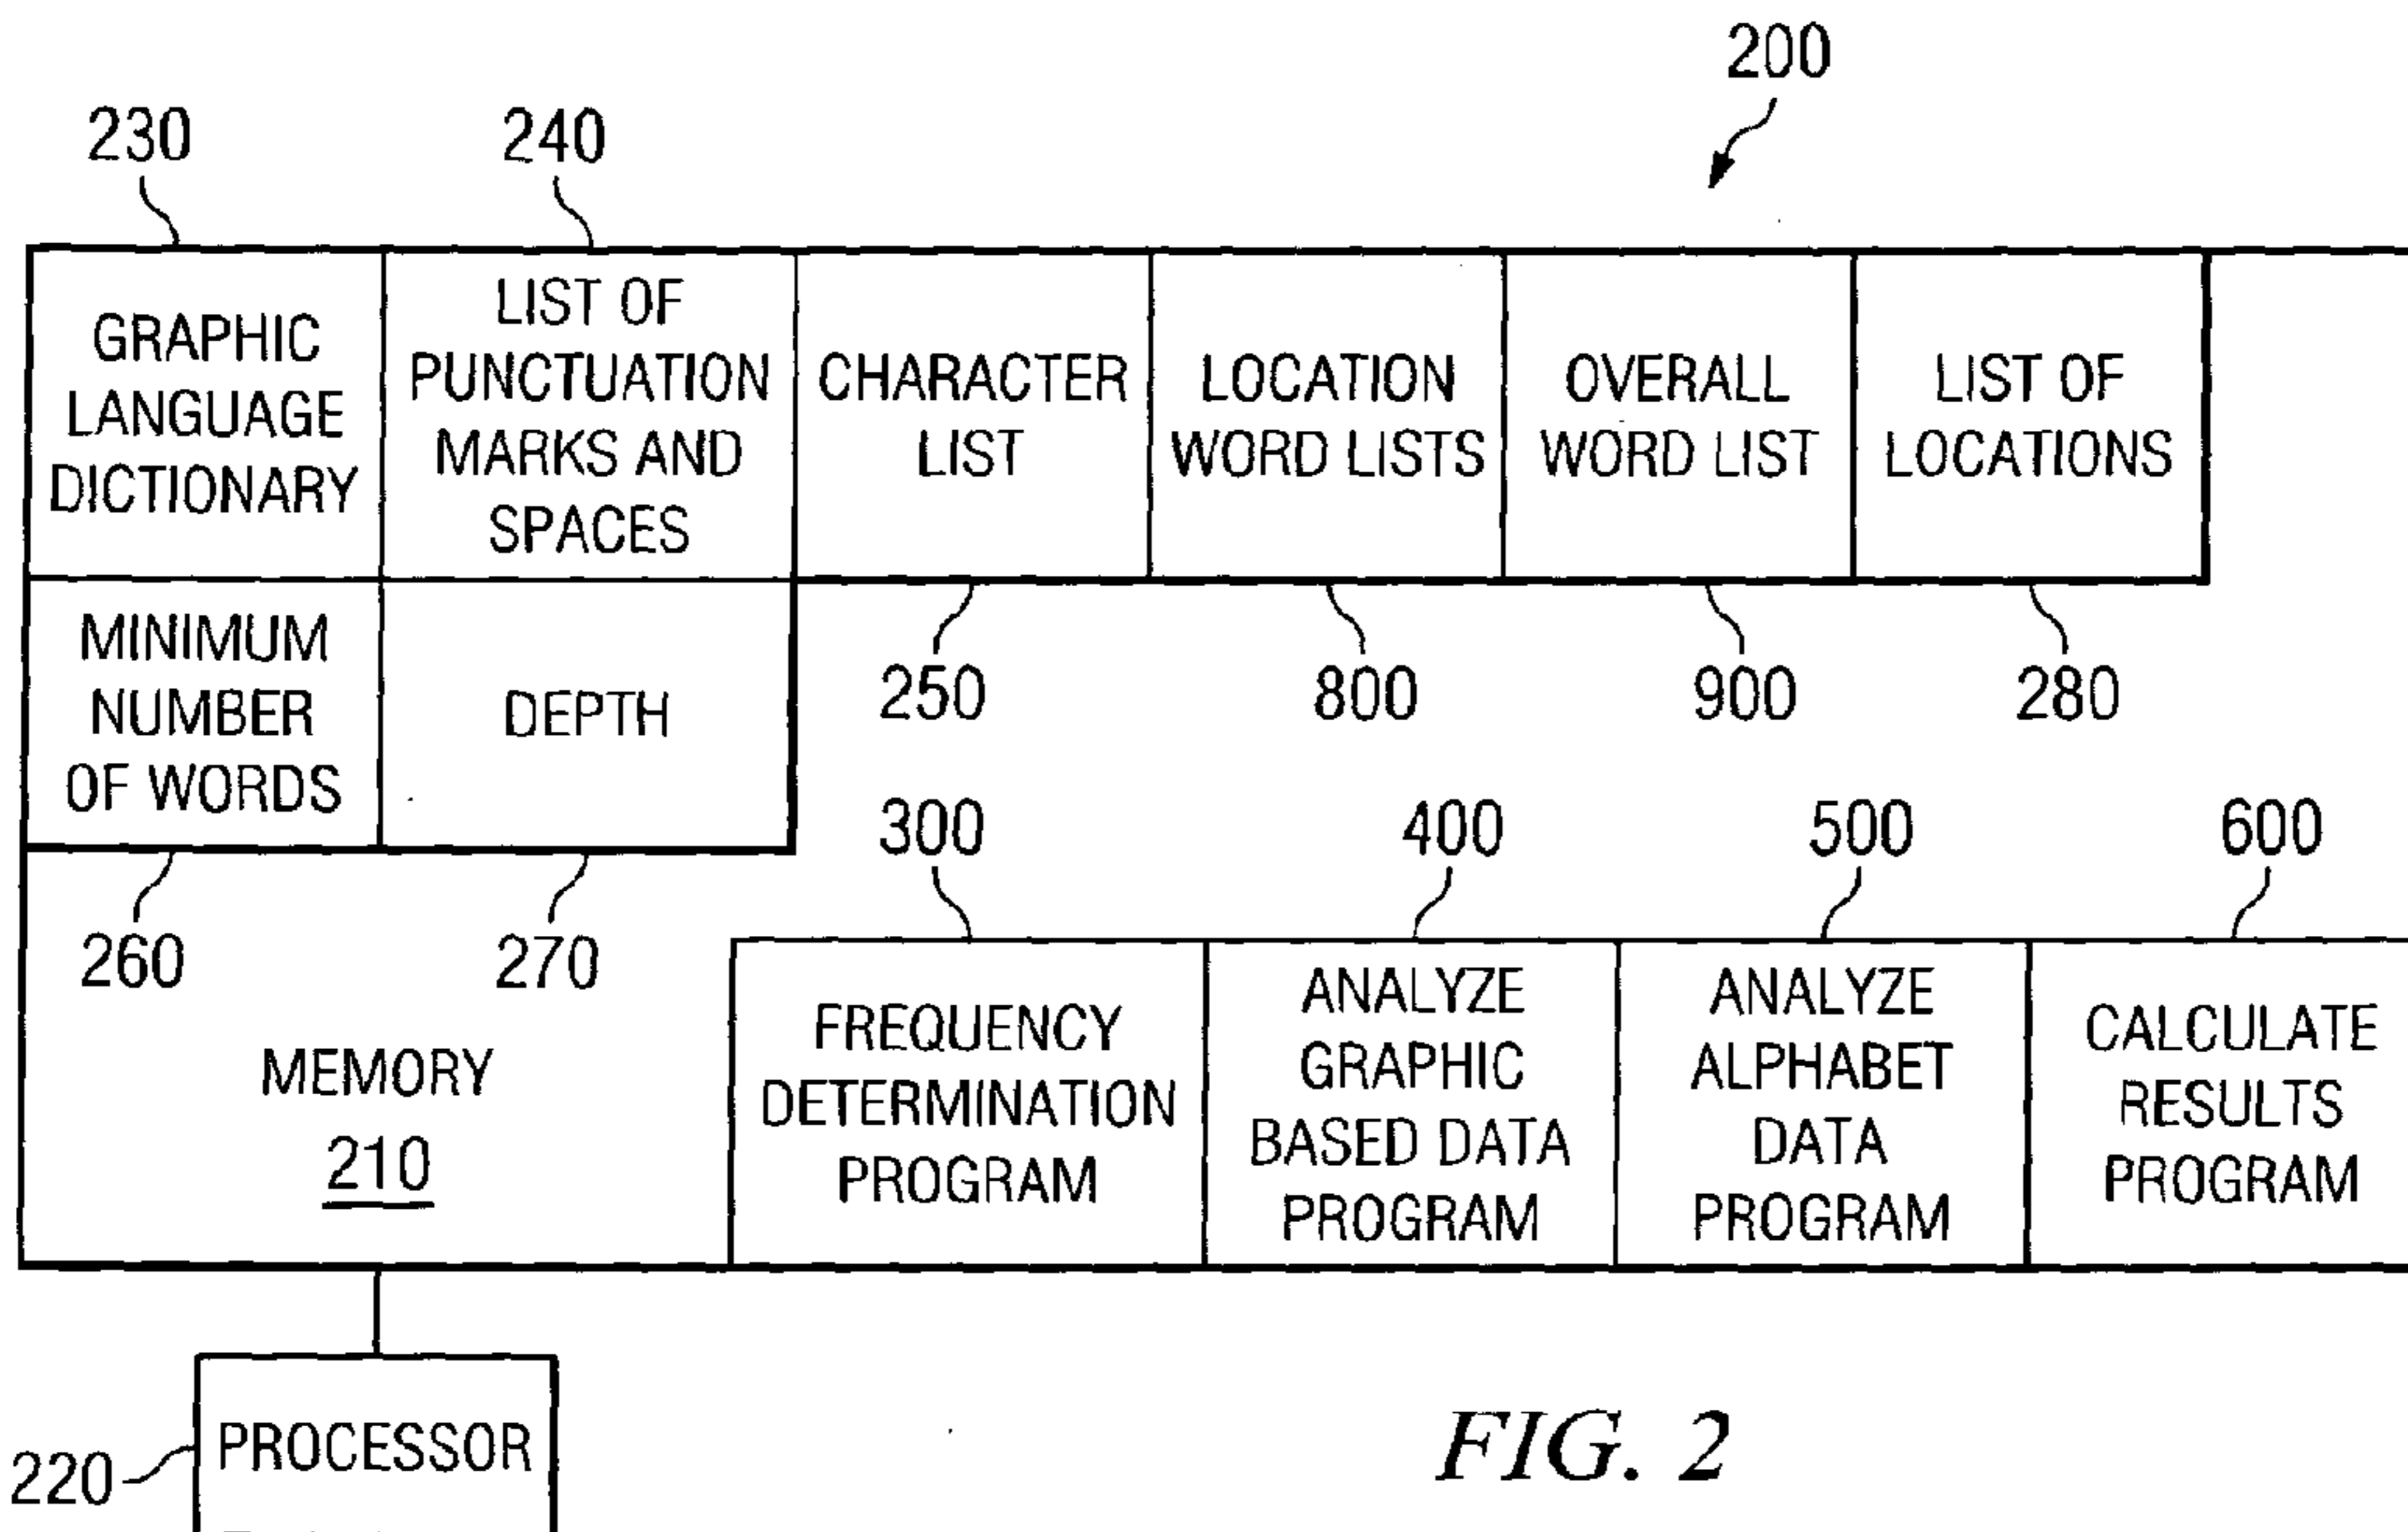 200
230
240
GRAPHIC
LANGUAGE
DICTIONARY
LIST OF
PUNCTUATION
MARKS AND
SPACES
CHARACTER
LIST
LOCATION
WORD LISTS
OVERALL
WORD LIST
LIST OF
LOCATIONS
MINIMUM
NUMBER
OF WORDS
DEPTH
250
800
900
280
260
270
300
400
500
600
MEMORY
210
FREQUENCY
DETERMINATION
PROGRAM
ANALYZE
GRAPHIC
BASED DATA
PROGRAM
ANALYZE
ALPHABET
DATA
PROGRAM
CALCULATE
RESULTS
PROGRAM
PROCESSOR
220
FIG. 2